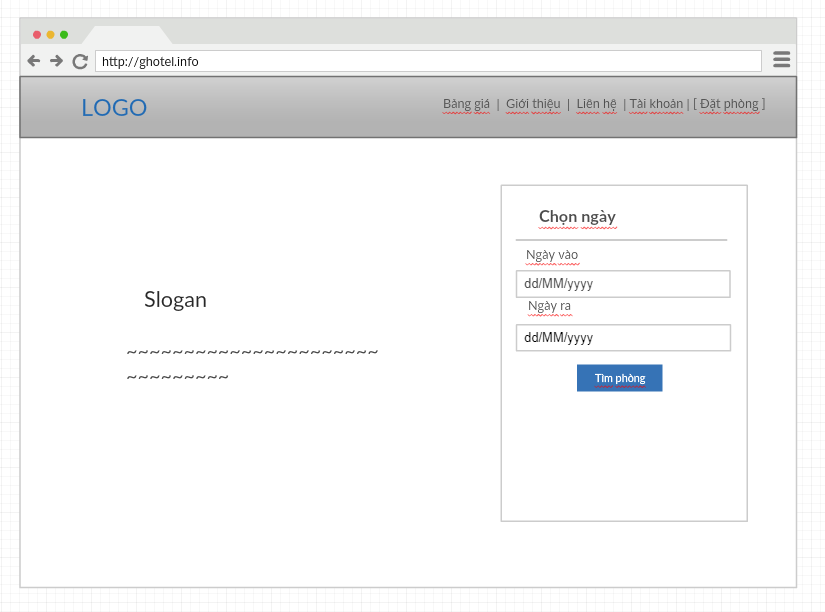 http://ghotel.info
LOGO
Bảng giá | Giới thiệu | Liên hệ | Tài khoản | [ Đặt phòng ]
Chọn ngày
Ngày vào
dd/MM/yyyy
Ngày ra
dd/MM/yyyy
Tìm phòng
Slogan
~~~~~~~~~~~~~~~~~~~~~~
~~~~~~~~~